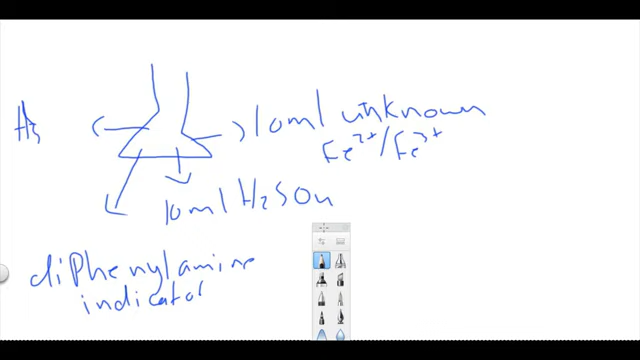 10ml unknown
Fe²⁺/Fe³⁺
10ml H₂SO₄
diphenylamine
indicator